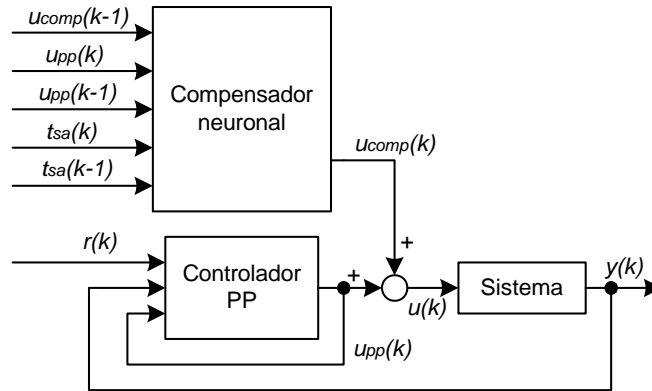 ucomp(k-1)
upp(k)
upp(k-1)
tsa(k)
tsa(k-1)
Compensador
neuronal
ucomp(k)
r(k)
Controlador
PP
+
+
u(k)
upp(k)
Sistema
y(k)